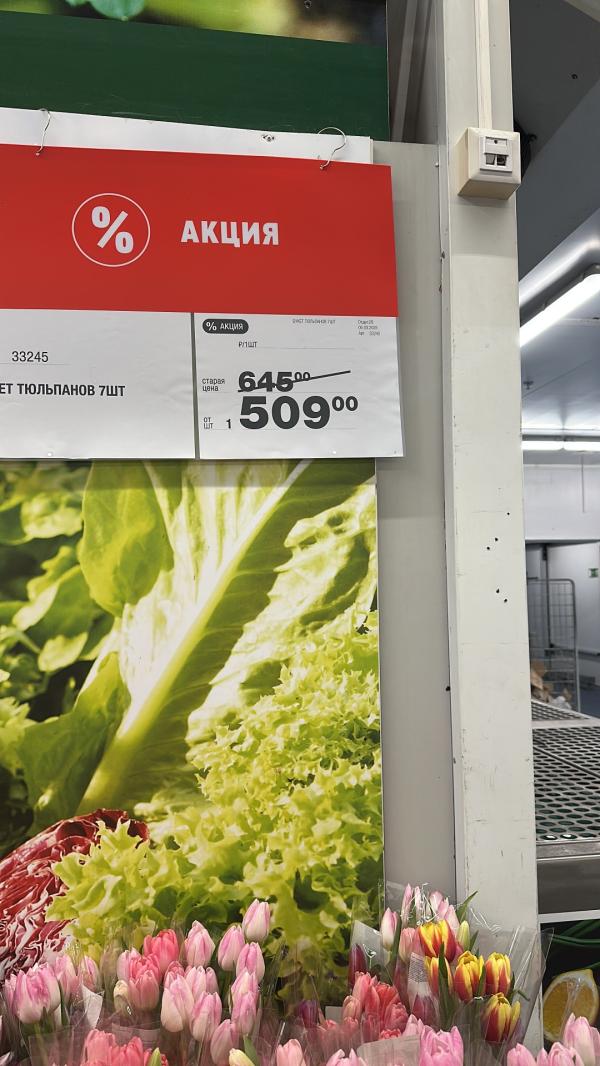 % АКЦИЯ
% АКЦИЯ
₽/1ШТ
33245
ЕТ ТЮЛЬПАНОВ 7ШТ
старая цена 645⁰⁰
от 1 шт 509⁰⁰